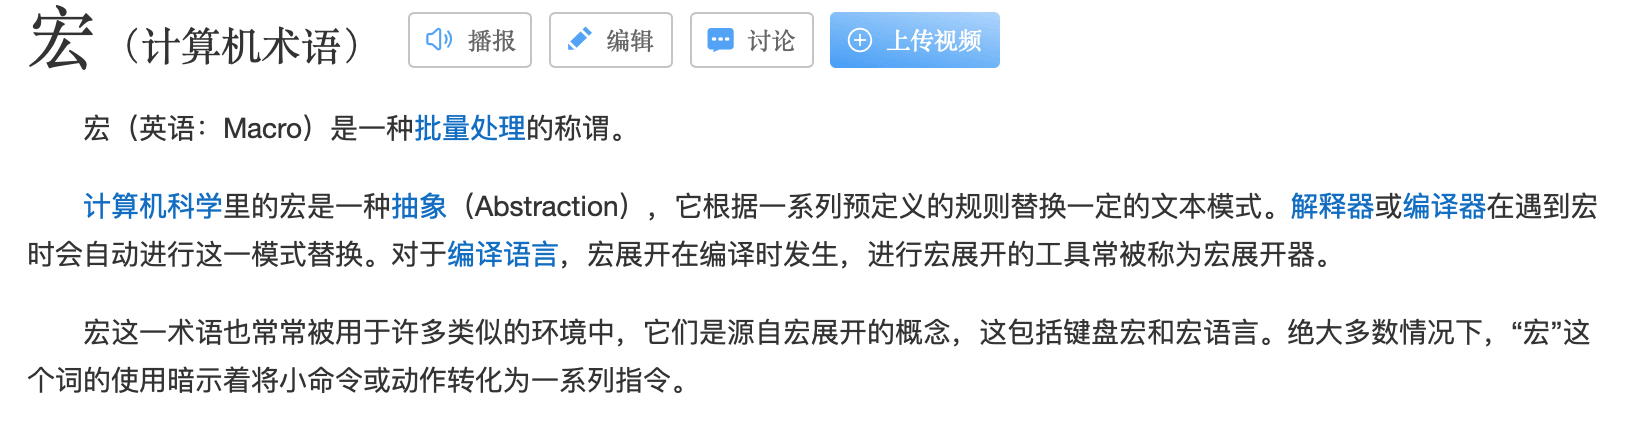 宏（计算机术语） 播报 编辑 讨论 上传视频
宏（英语：Macro）是一种批量处理的称谓。
计算机科学里的宏是一种抽象（Abstraction），它根据一系列预定义的规则替换一定的文本模式。解释器或编译器在遇到宏
时会自动进行这一模式替换。对于编译语言，宏展开在编译时发生，进行宏展开的工具常被称为宏展开器。
宏这一术语也常常被用于许多类似的环境中，它们是源自宏展开的概念，这包括键盘宏和宏语言。绝大多数情况下，“宏”这
个词的使用暗示着将小命令或动作转化为一系列指令。